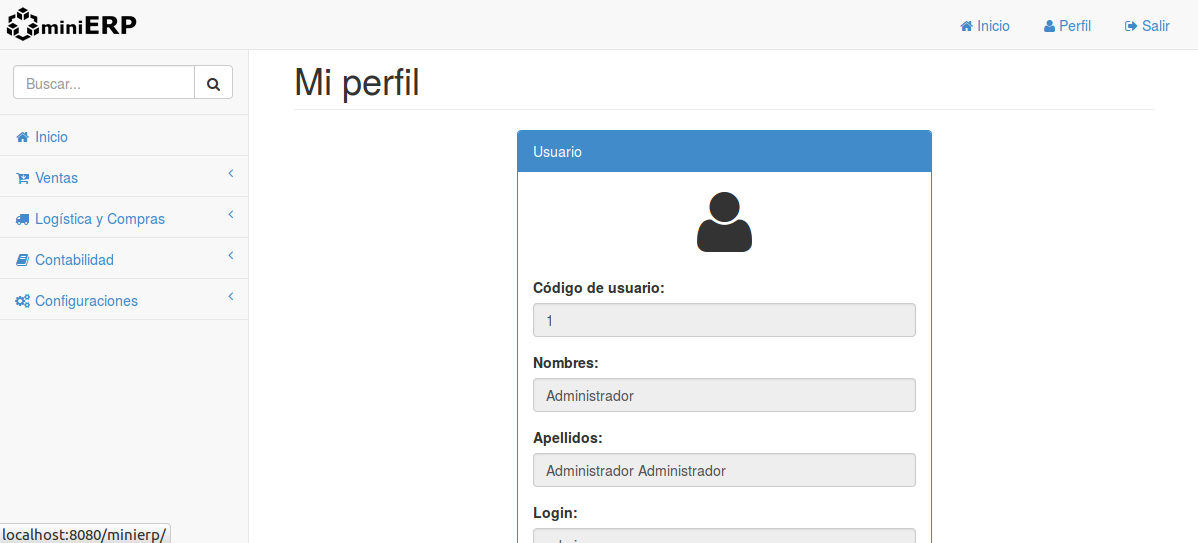 miniERP
Inicio
Perfil
Salir
Buscar...
Inicio
Ventas
Logística y Compras
Contabilidad
Configuraciones
Mi perfil
Usuario
Código de usuario:
1
Nombres:
Administrador
Apellidos:
Administrador Administrador
Login:
localhost:8080/minierp/